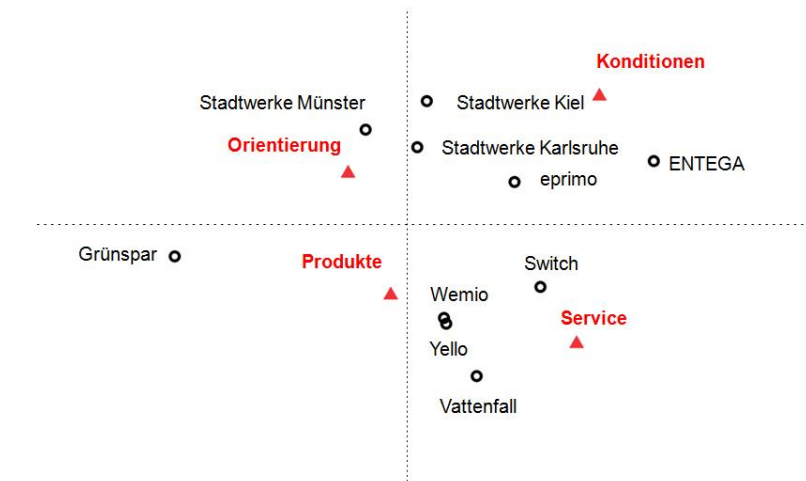 Konditionen
Stadtwerke Münster
Stadtwerke Kiel
Orientierung
Stadtwerke Karlsruhe
ENTEGA
eprimo
Grünspar
Produkte
Switch
Wemio
Service
Yello
Vattenfall